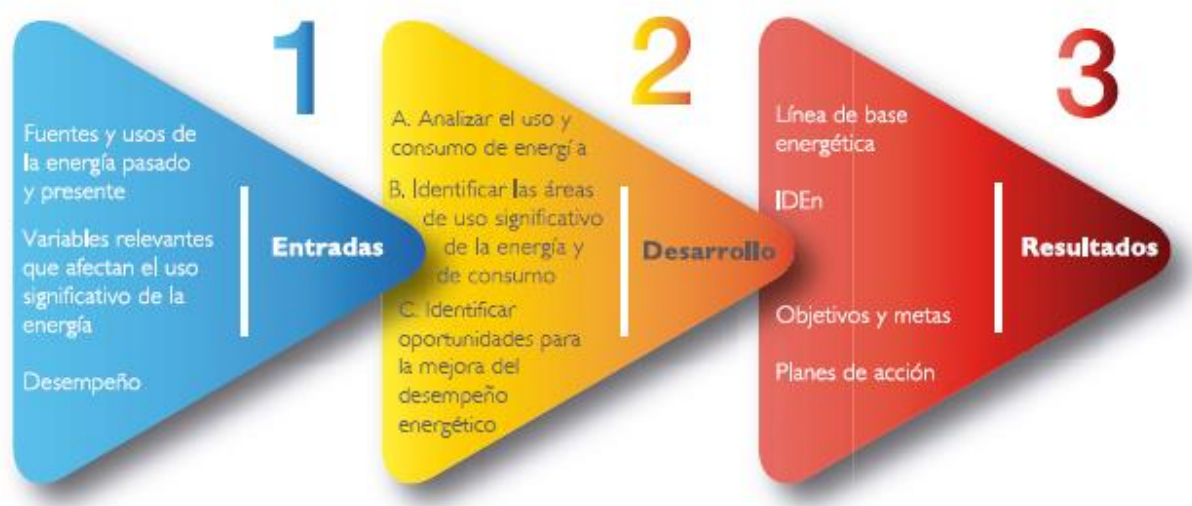 1
Fuentes y usos de
la energía pasado
y presente
Variables relevantes
que afectan el uso
significativo de la
energía
Desempeño
Entradas
2
A. Analizar el uso y
consumo de energía
B. Identificar las áreas
de uso significativo
de la energía y
de consumo
C. Identificar
oportunidades para
la mejora del
desempeño
energético
Desarrollo
3
Línea de base
energética
IDEn
Objetivos y metas
Planes de acción
Resultados